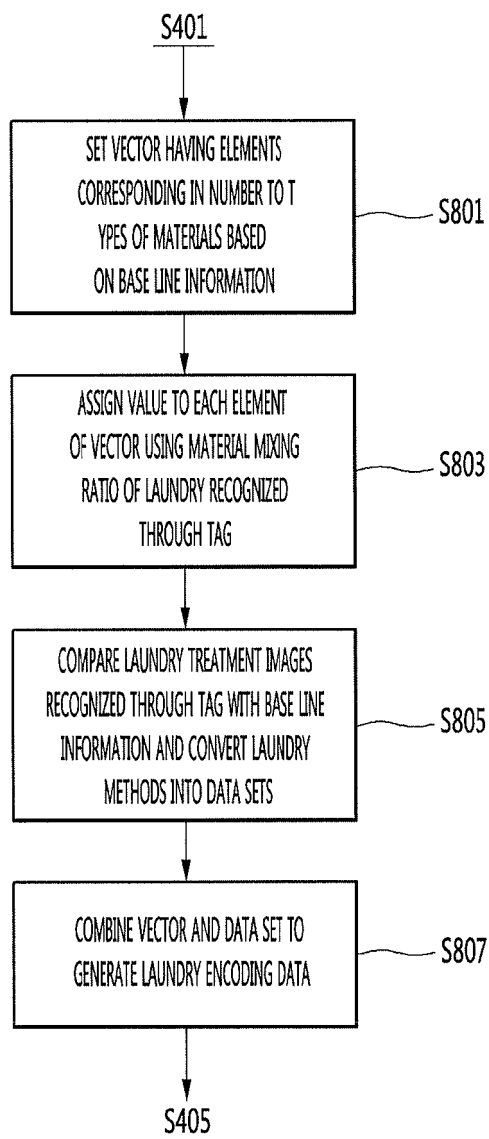 S401
SET VECTOR HAVING ELEMENTS
CORRESPONDING IN NUMBER TO T
YPES OF MATERIALS BASED
ON BASE LINE INFORMATION
S801
ASSIGN VALUE TO EACH ELEMENT
OF VECTOR USING MATERIAL MIXING
RATIO OF LAUNDRY RECOGNIZED
THROUGH TAG
S803
COMPARE LAUNDRY TREATMENT IMAGES
RECOGNIZED THROUGH TAG WITH BASE LINE
INFORMATION AND CONVERT LAUNDRY
METHODS INTO DATA SETS
S805
COMBINE VECTOR AND DATA SET TO
GENERATE LAUNDRY ENCODING DATA
S807
S405